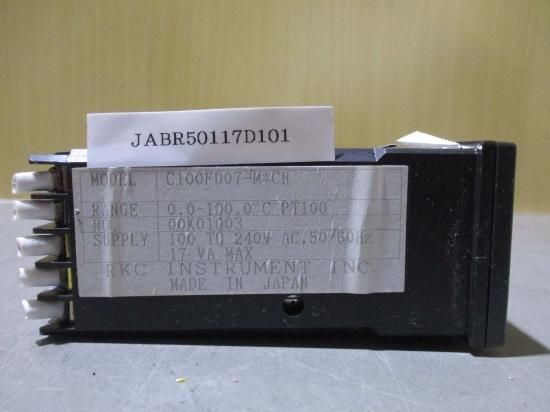 JABR50117D101
MODEL C100FD07-M*CN
RANGE 0.0-100.0°C PT100
NO. 00K01003
SUPPLY 100 TO 240V AC,50/60Hz
17 VA MAX
RKC INSTRUMENT INC.
MADE IN JAPAN